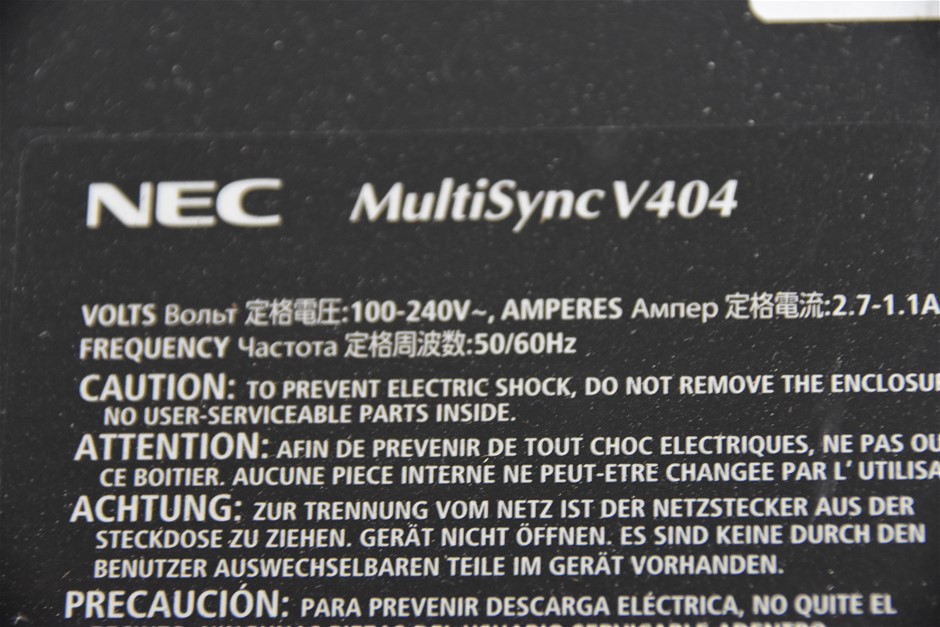 NEC MultiSync V404
VOLTS Вольт 定格電圧:100-240V~, AMPERES Ампер 定格電流:2.7-1.1A
FREQUENCY Частота 定格周波数:50/60Hz
CAUTION: TO PREVENT ELECTRIC SHOCK, DO NOT REMOVE THE
NO USER-SERVICEABLE PARTS INSIDE.
ATTENTION: AFIN DE PREVENIR DE TOUT CHOC ELECTRIQUES, NE PAS
CE BOITIER. AUCUNE PIECE INTERNE NE PEUT-ETRE CHANGEE PAR L'
ACHTUNG: ZUR TRENNUNG VOM NETZ IST DER NETZSTECKER AUS DER
STECKDOSE ZU ZIEHEN. GERÄT NICHT ÖFFNEN. ES SIND KEINE DURCH DEN
BENUTZER AUSWECHSELBAREN TEILE IM GERÄT VORHANDEN.
PRECAUCIÓN: PARA PREVENIR DESCARGA ELÉCTRICA, NO QUITE EL